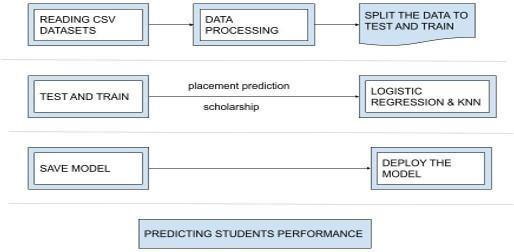 READING CSV
DATASETS
DATA
PROCESSING
SPLIT THE DATA TO
TEST AND TRAIN
TEST AND TRAIN
placement prediction
scholarship
LOGISTIC
REGRESSION & KNN
SAVE MODEL
DEPLOY THE
MODEL
PREDICTING STUDENTS PERFORMANCE